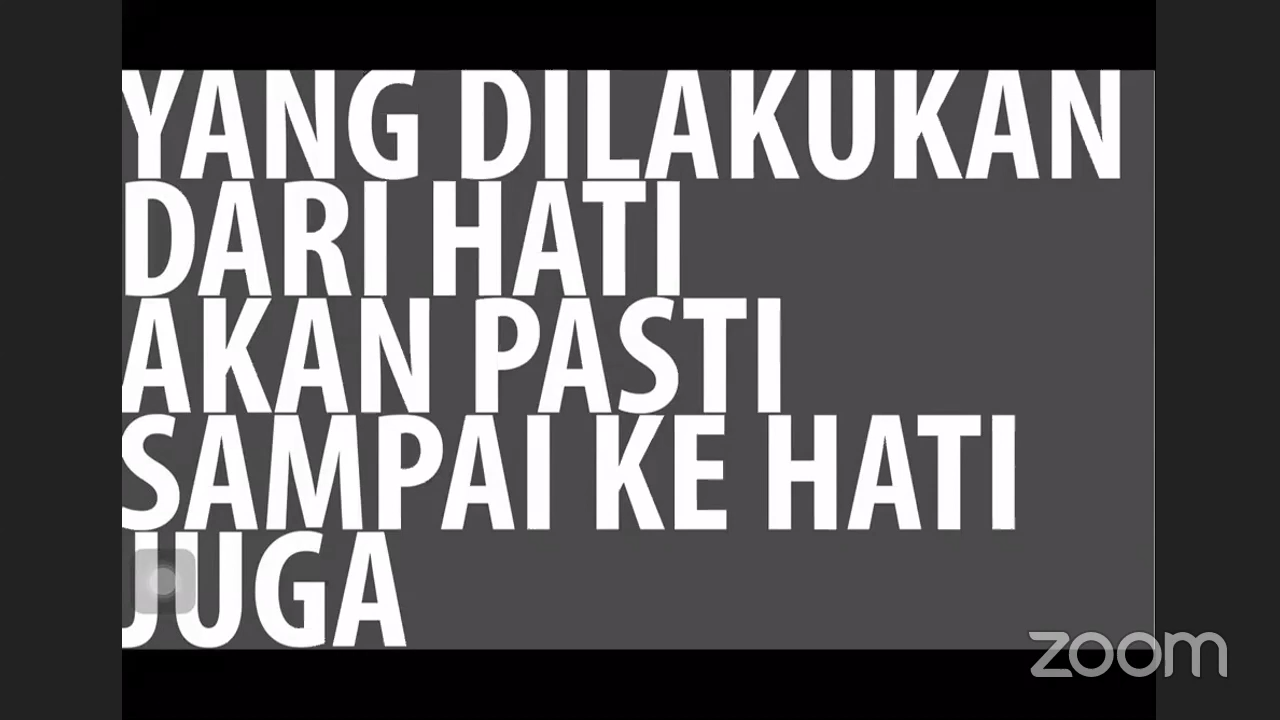 YANG DILAKUKAN
DARI HATI
AKAN PASTI
SAMPAI KE HATI
JUGA
zoom